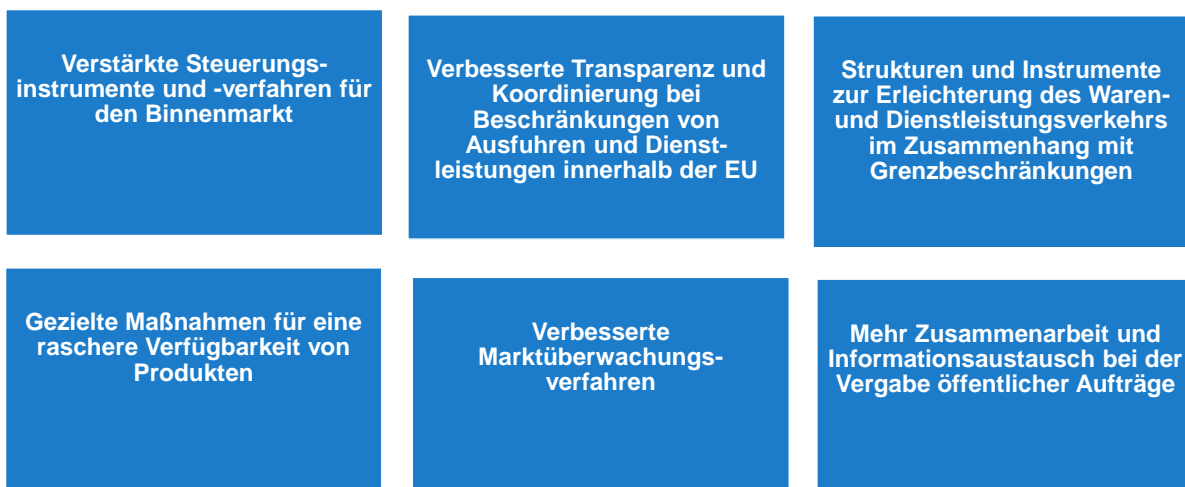 Verstärkte Steuerungs-
instrumente und -verfahren für
den Binnenmarkt
Verbesserte Transparenz und
Koordinierung bei
Beschränkungen von
Ausfuhren und Dienst-
leistungen innerhalb der EU
Strukturen und Instrumente
zur Erleichterung des Waren-
und Dienstleistungsverkehrs
im Zusammenhang mit
Grenzbeschränkungen
Gezielte Maßnahmen für eine
raschere Verfügbarkeit von
Produkten
Verbesserte
Marktüberwachungs-
verfahren
Mehr Zusammenarbeit und
Informationsaustausch bei der
Vergabe öffentlicher Aufträge